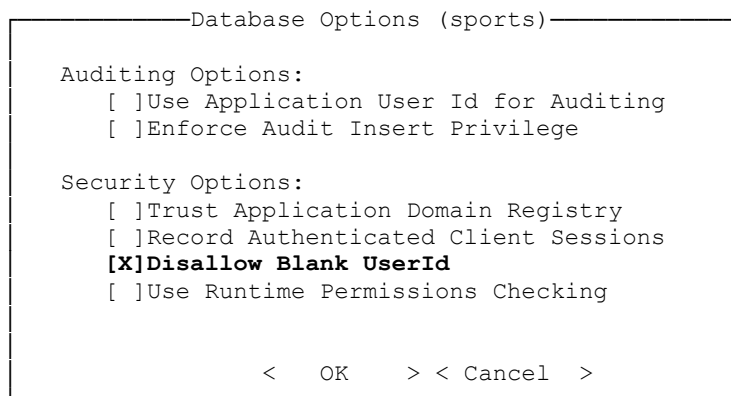 Database Options (sports)
Auditing Options:
[ ]Use Application User Id for Auditing
[ ]Enforce Audit Insert Privilege
Security Options:
[ ]Trust Application Domain Registry
[ ]Record Authenticated Client Sessions
[X]Disallow Blank UserId
[ ]Use Runtime Permissions Checking
< OK > < Cancel >